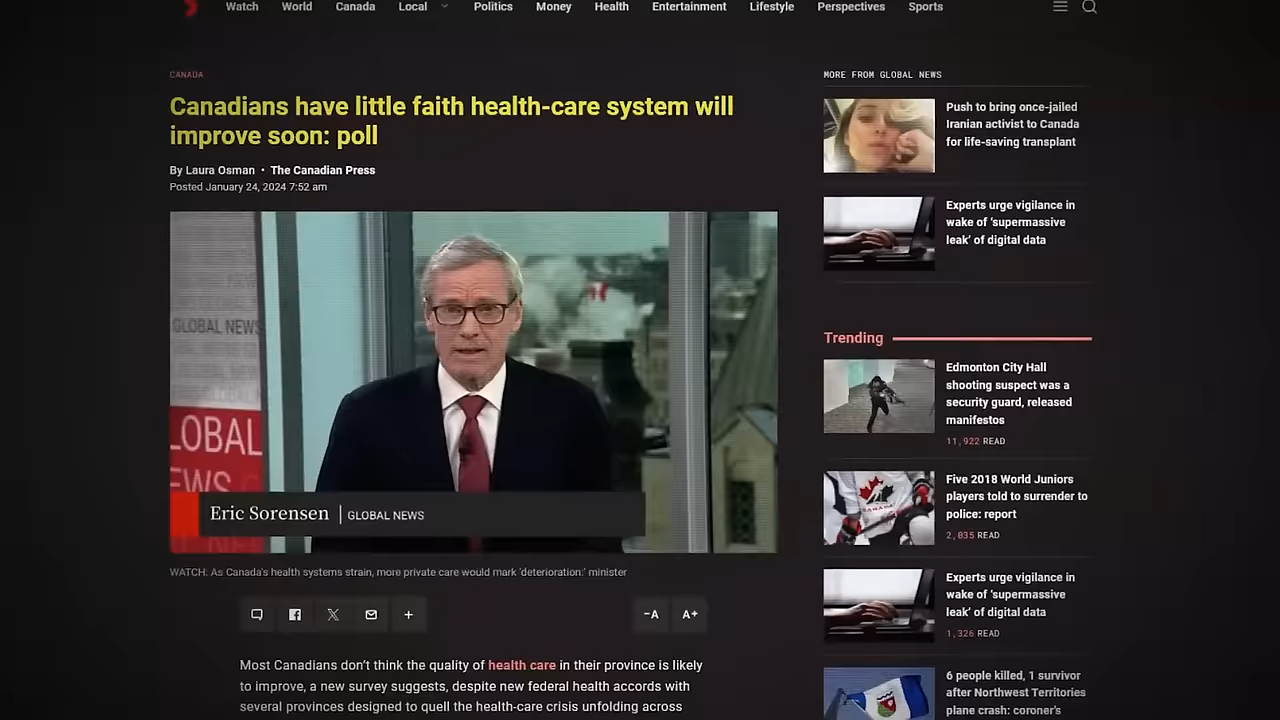 Watch World Canada Local Politics Money Health Entertainment Lifestyle Perspectives Sports
CANADA
Canadians have little faith health-care system will
improve soon: poll
By Laura Osman • The Canadian Press
Posted January 24, 2024 7:52 am
GLOBAL NEWS
LOBAL
EWS
Eric Sorensen | GLOBAL NEWS
WATCH: As Canada's health systems strain, more private care would mark 'deterioration:' minister
-A A+
Most Canadians don't think the quality of health care in their province is likely
to improve, a new survey suggests, despite new federal health accords with
several provinces designed to quell the health-care crisis unfolding across
MORE FROM GLOBAL NEWS
Push to bring once-jailed
Iranian activist to Canada
for life-saving transplant
Experts urge vigilance in
wake of 'supermassive
leak' of digital data
Trending
Edmonton City Hall
shooting suspect was a
security guard, released
manifestos
11,922 READ
CANADA
Five 2018 World Juniors
players told to surrender to
police: report
2,035 READ
Experts urge vigilance in
wake of 'supermassive
leak' of digital data
1,326 READ
6 people killed, 1 survivor
after Northwest Territories
plane crash: coroner's